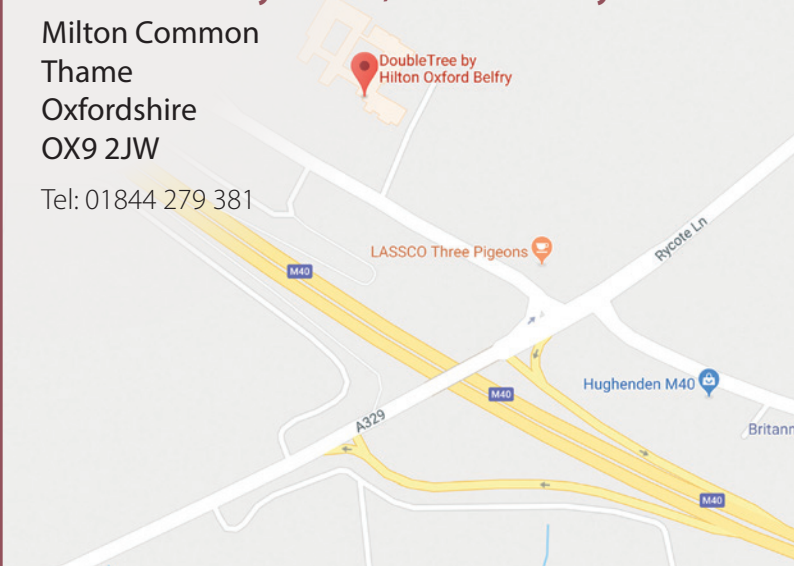 Milton Common
Thame
Oxfordshire
OX9 2JW
Tel: 01844 279 381
DoubleTree by
Hilton Oxford Belfry
LASSCO Three Pigeons
Rycote Ln
M40
Hughenden M40
M40
A329
Britann
M40